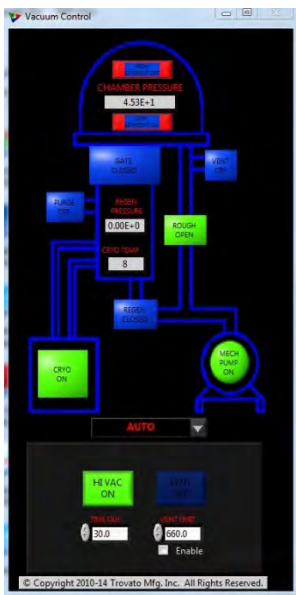 Vacuum Control
CHAMBER PRESSURE
4.53E+1
GATE
CLOSED
VENT
OFF
PURGE
OFF
REGEN
PRESSURE
0.00E+0
ROUGH
OPEN
CRYO TEMP
8
REGEN
CLOSED
CRYO
ON
MECH
PUMP
ON
AUTO
HI VAC
ON
30.0
VENT LIMIT
660.0
Enable
© Copyright 2010-14 Trovato Mfg. Inc. All Rights Reserved.